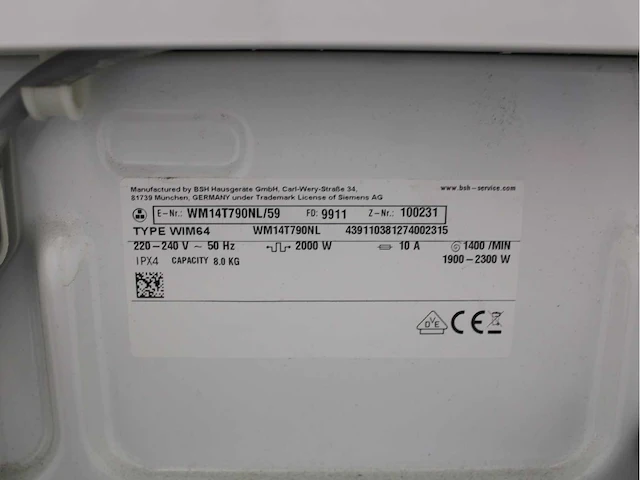 Manufactured by BSH Hausgeräte GmbH, Carl-Wery-Straße 34, www.bsh-service.com
81739 München, GERMANY under Trademark License of Siemens AG
E-Nr.: WM14T790NL/59 FD: 9911 Z-Nr.: 100231
TYPE WIM64 WM14T790NL 439110381274002315
220-240 V ~ 50 Hz 2000 W 10 A 1400 /MIN
IPX4 CAPACITY 8.0 KG 1900-2300 W
DVE CE